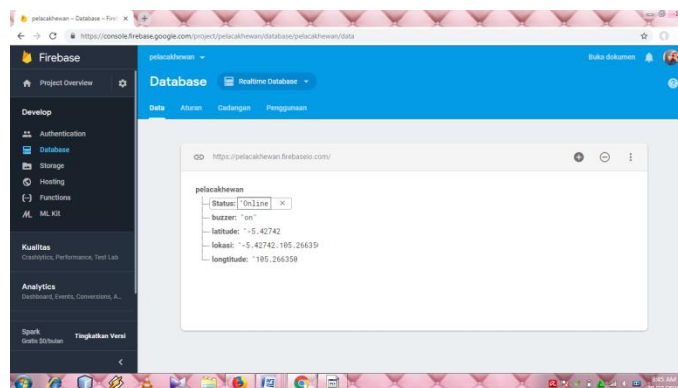 pelacakhewan – Database – Fire
https://console.firebase.google.com/project/pelacakhewan/database/pelacakhewan/data
Firebase
pelacakhewan
Buka dokumen
Project Overview
Database
Realtime Database
Data
Aturan
Cadangan
Penggunaan
Develop
Authentication
Database
Storage
Hosting
Functions
ML Kit
https://pelacakhewan.firebaseio.com/
pelacakhewan
Status: "Online
buzzer: "on"
latitude: "-5.42742
lokasi: "-5.42742,105.26635
longtitude: "105.266350
Kualitas
Crashlytics, Performance, Test Lab
Analytics
Dashboard, Events, Conversions, A...
Spark
Gratis $0/bulan
Tingkatkan Versi